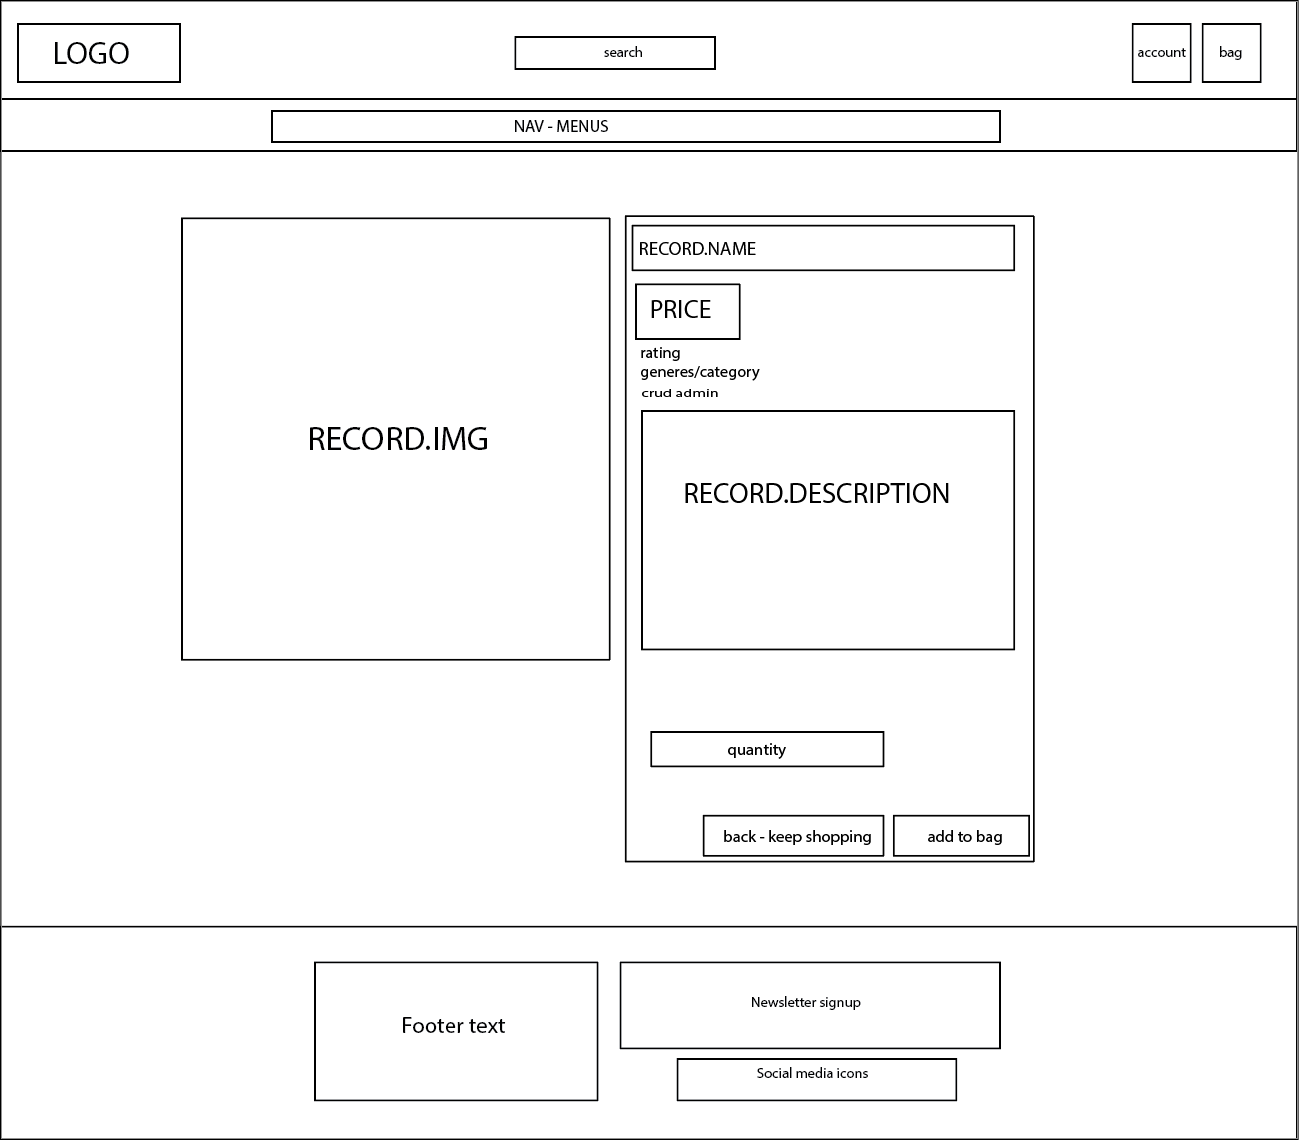 LOGO
search
account
bag
NAV - MENUS
RECORD.IMG
RECORD.NAME
PRICE
rating
generes/category
crud admin
RECORD.DESCRIPTION
quantity
back - keep shopping
add to bag
Footer text
Newsletter signup
Social media icons